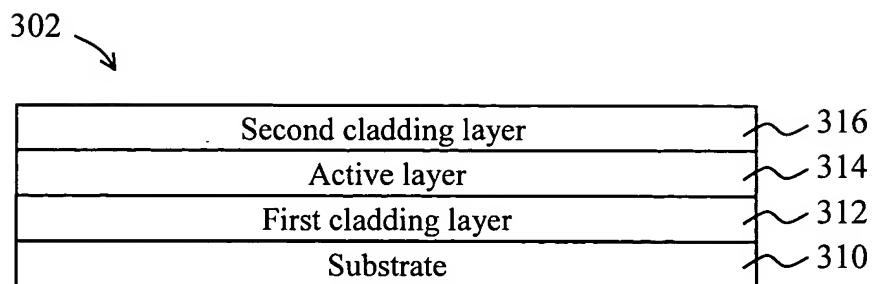 302
Second cladding layer 316
Active layer 314
First cladding layer 312
Substrate 310